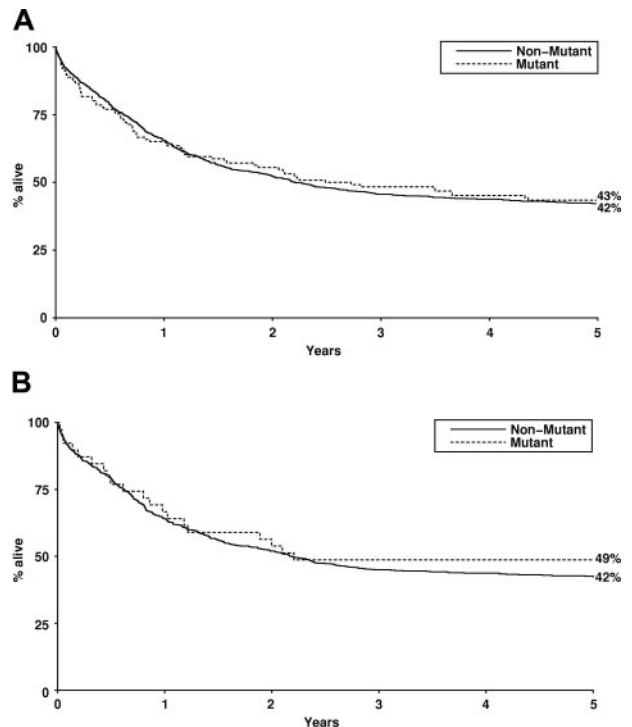 A
100
75
50
25
0
% alive
Non-Mutant
Mutant
43%
42%
0 1 2 3 4 5
Years
B
100
75
50
25
0
% alive
Non-Mutant
Mutant
49%
42%
0 1 2 3 4 5
Years